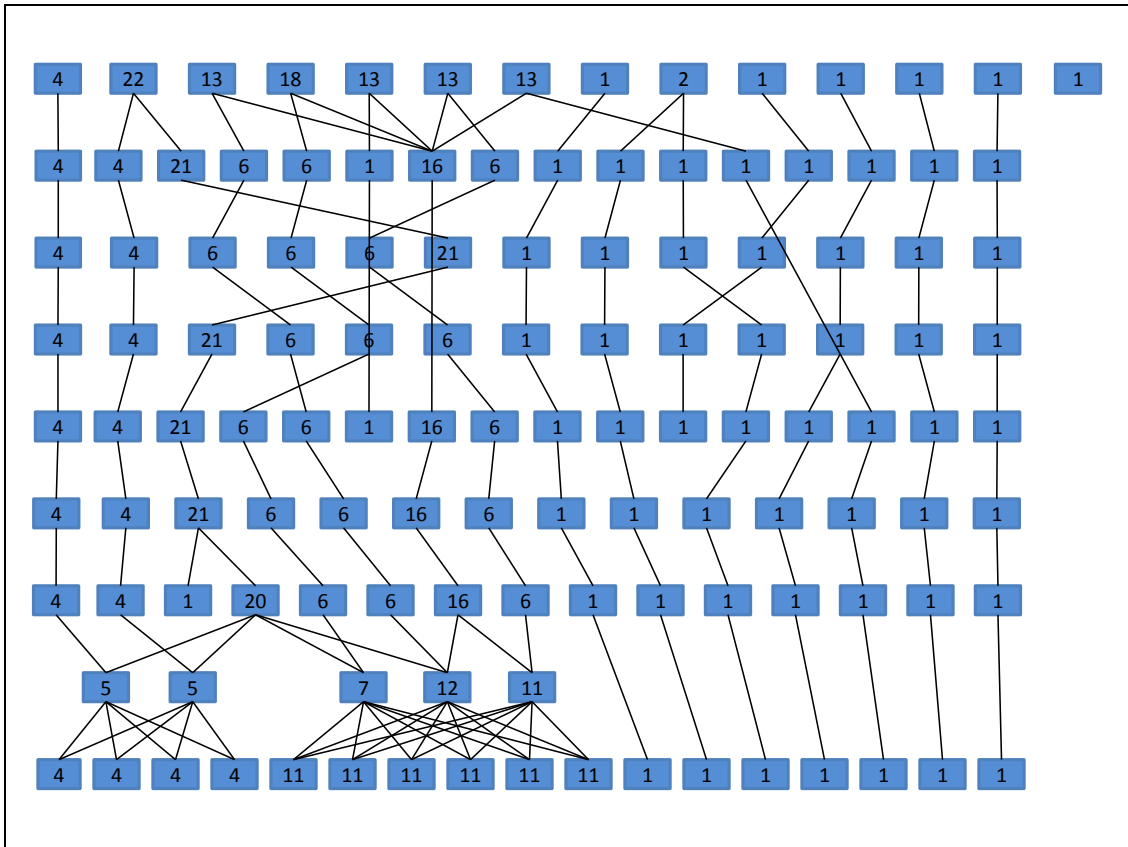 4 22 13 18 13 13 13 1 2 1 1 1 1 1
4 4 21 6 6 1 16 6 1 1 1 1 1 1 1 1
4 4 6 6 6 21 1 1 1 1 1 1 1
4 4 21 6 6 6 1 1 1 1 1 1 1
4 4 21 6 6 1 16 6 1 1 1 1 1 1 1 1
4 4 21 6 6 16 6 1 1 1 1 1 1 1
4 4 1 20 6 6 16 6 1 1 1 1 1 1 1
5 5 7 12 11
4 4 4 4 11 11 11 11 11 11 1 1 1 1 1 1 1